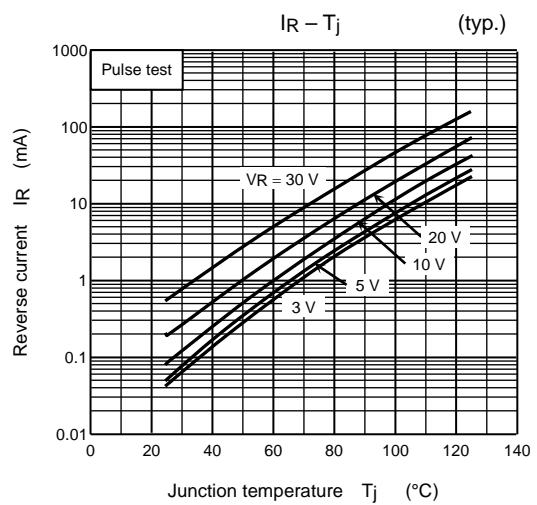 IR – Tj (typ.)
1000
Pulse test
100
VR = 30 V
10
20 V
10 V
1
5 V
3 V
0.1
0.01
0 20 40 60 80 100 120 140
Reverse current IR (mA)
Junction temperature Tj (°C)